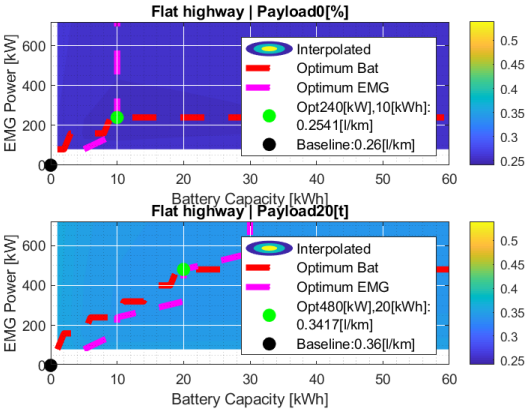 Flat highway | Payload0[%]
EMG Power [kW]
600
400
200
0
Interpolated
Optimum Bat
Optimum EMG
Opt240[kW],10[kWh]:
0.2541[l/km]
Baseline:0.26[l/km]
0.5
0.45
0.4
0.35
0.3
0.25
0 10 20 30 40 50 60
Battery Capacity [kWh]
Flat highway | Payload20[t]
EMG Power [kW]
600
400
200
0
Interpolated
Optimum Bat
Optimum EMG
Opt480[kW],20[kWh]:
0.3417[l/km]
Baseline:0.36[l/km]
0.5
0.45
0.4
0.35
0.3
0.25
0 10 20 30 40 50 60
Battery Capacity [kWh]